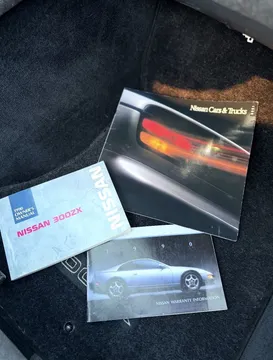 Nissan Cars & Trucks
1990
OWNER'S
MANUAL
NISSAN 300ZX
NISSAN
1990
NISSAN WARRANTY INFORMATION